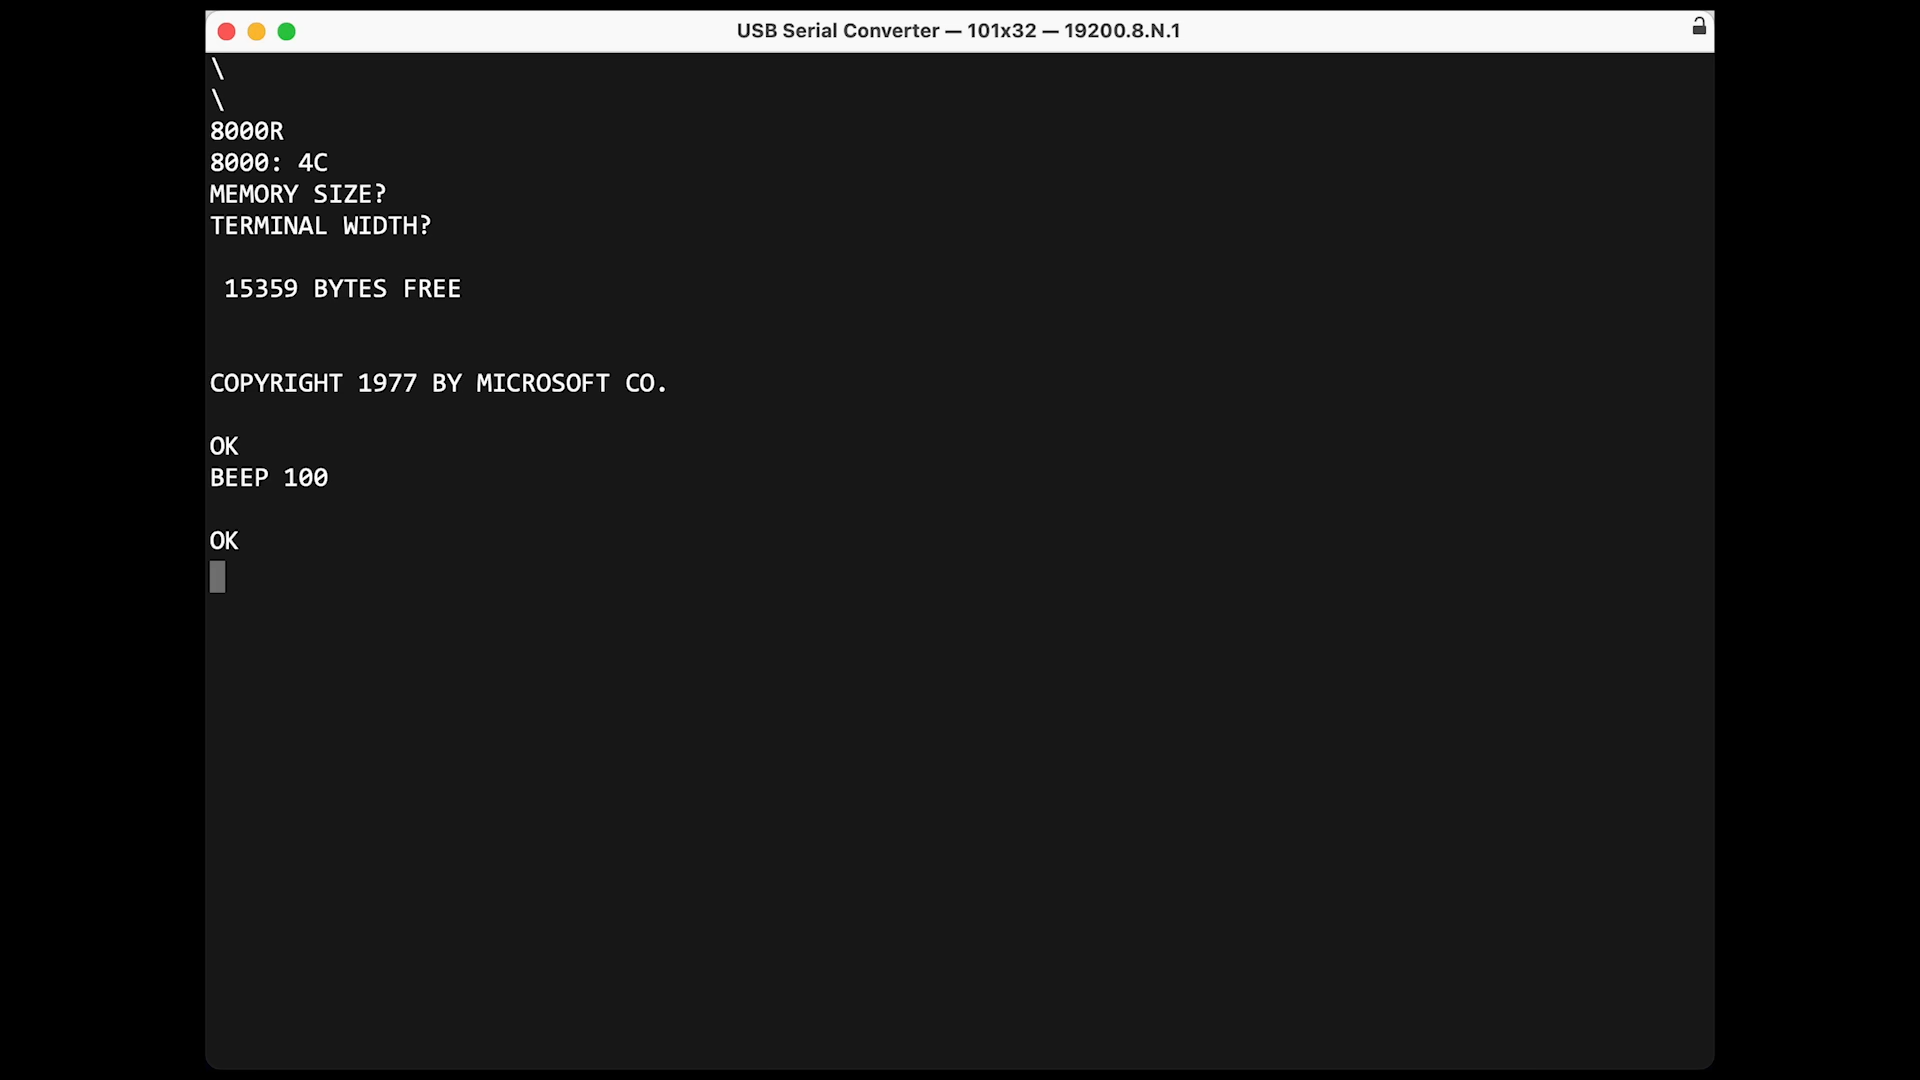 USB Serial Converter — 101x32 — 19200.8.N.1
\
\
8000R
8000: 4C
MEMORY SIZE?
TERMINAL WIDTH?
15359 BYTES FREE
COPYRIGHT 1977 BY MICROSOFT CO.
OK
BEEP 100
OK